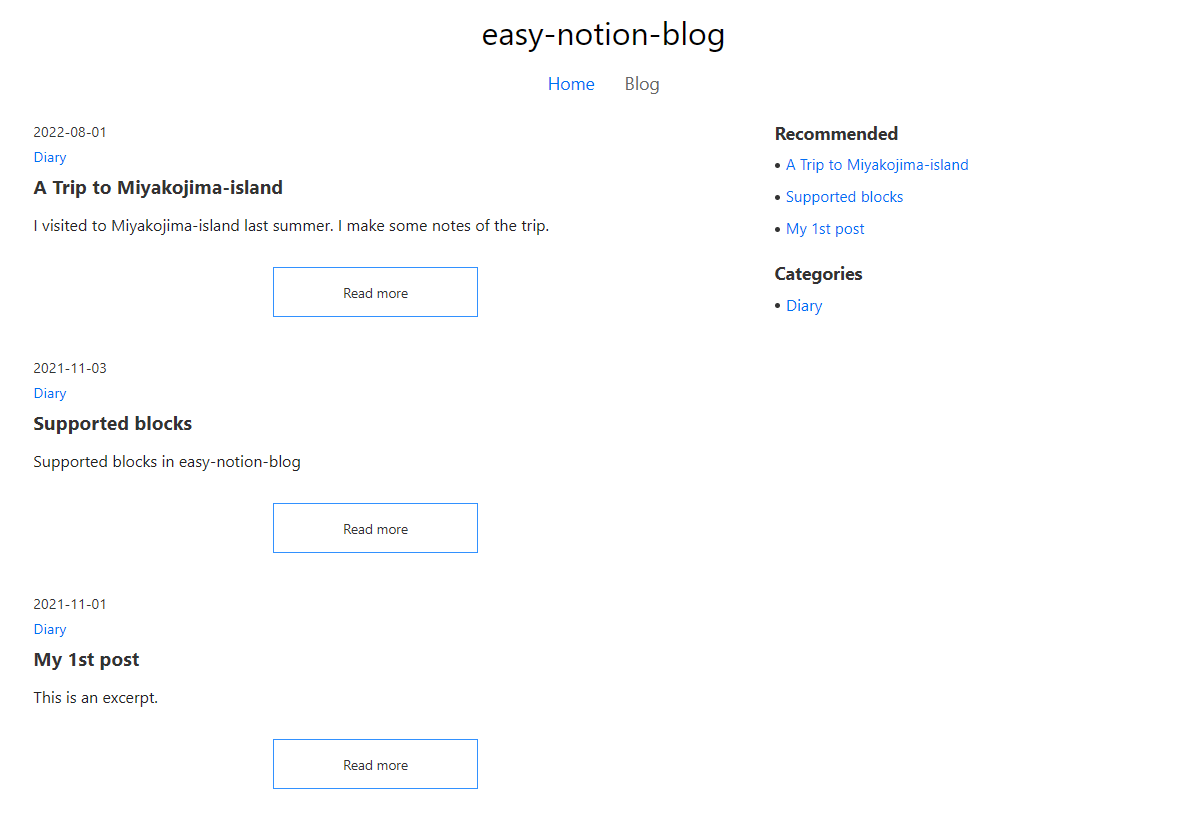 easy-notion-blog
Home Blog
2022-08-01
Diary
A Trip to Miyakojima-island
I visited to Miyakojima-island last summer. I make some notes of the trip.
Read more
2021-11-03
Diary
Supported blocks
Supported blocks in easy-notion-blog
Read more
2021-11-01
Diary
My 1st post
This is an excerpt.
Read more
Recommended
• A Trip to Miyakojima-island
• Supported blocks
• My 1st post
Categories
• Diary